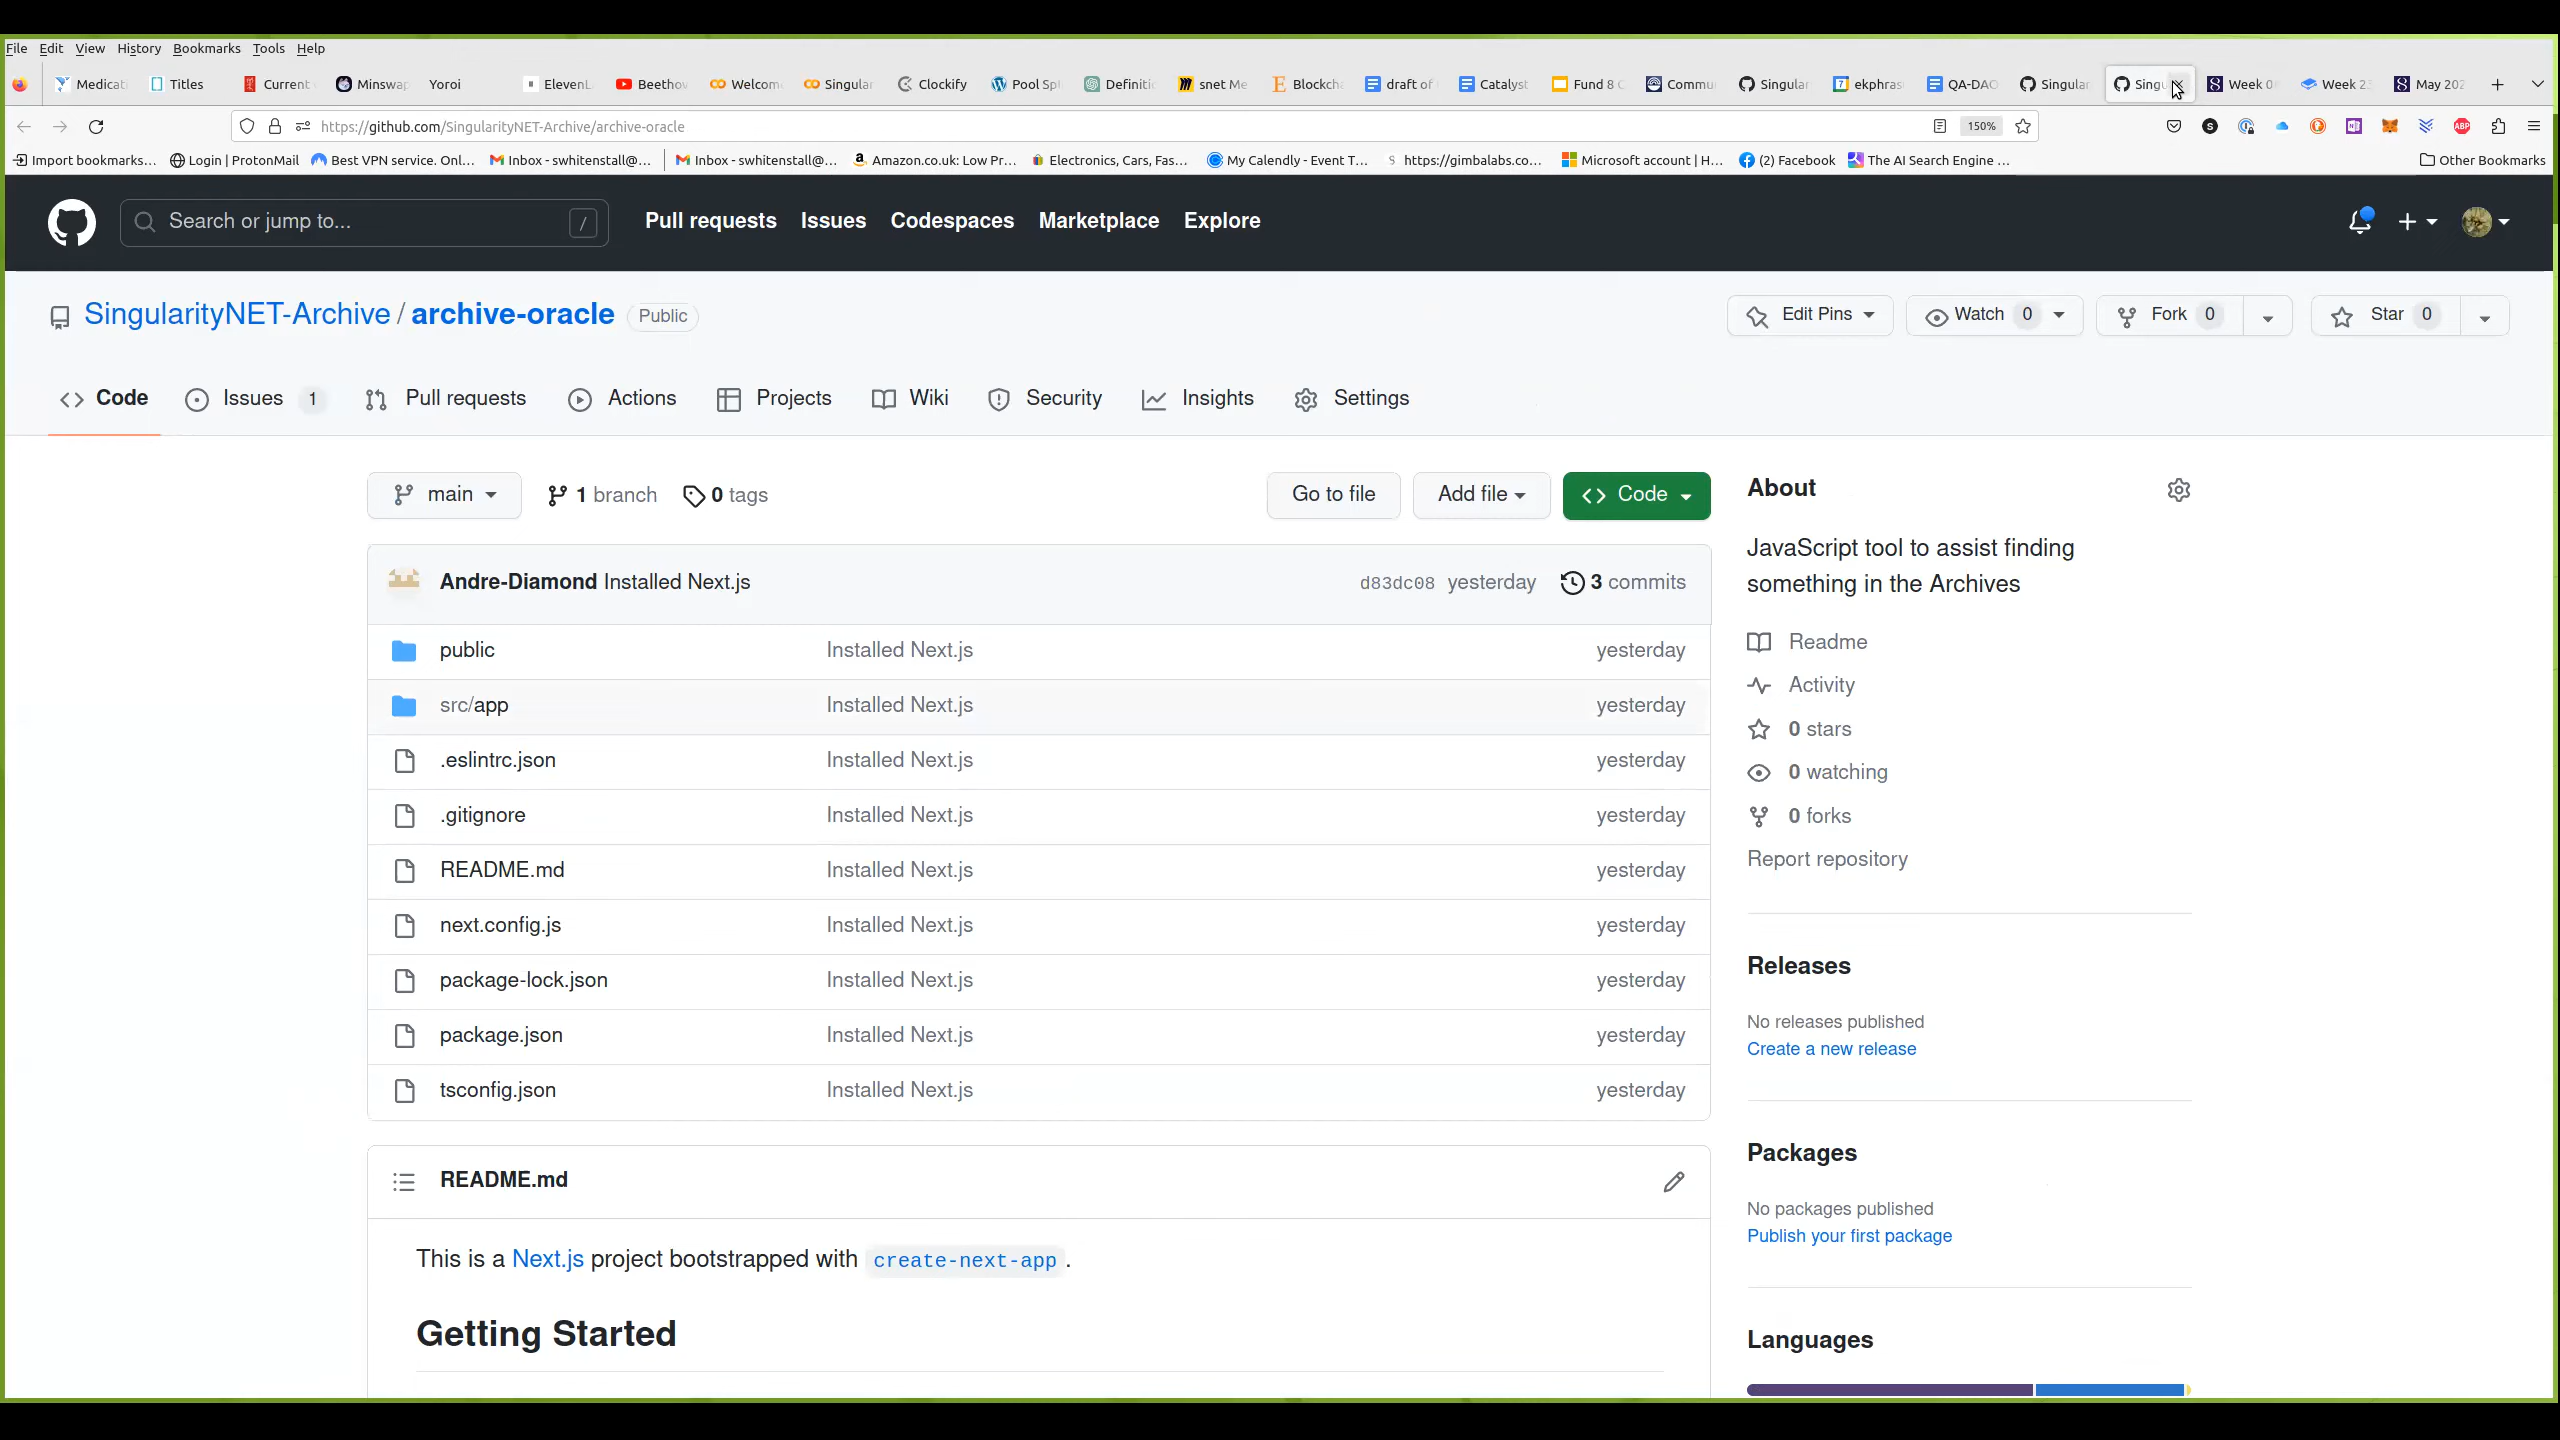 File Edit View History Bookmarks Tools Help
Medicat Titles Current Minswap Yoroi ElevenL Beethov Welcom Singular Clockify Pool Sp Definitio snet Me Blockcha draft of Catalyst Fund 8 C Commu Singular ekphras QA-DAO Singular Singu Week 0 Week 2 May 202
https://github.com/SingularityNET-Archive/archive-oracle 150%
Import bookmarks... Login | ProtonMail Best VPN service. Onl... Inbox - swhitenstall@... Inbox - swhitenstall@... Amazon.co.uk: Low Pr... Electronics, Cars, Fas... My Calendly - Event T... https://gimbalabs.co... Microsoft account | H... (2) Facebook The AI Search Engine ... Other Bookmarks
Search or jump to... / Pull requests Issues Codespaces Marketplace Explore
SingularityNET-Archive / archive-oracle Public Edit Pins Watch 0 Fork 0 Star 0
Code Issues 1 Pull requests Actions Projects Wiki Security Insights Settings
main 1 branch 0 tags Go to file Add file Code
Andre-Diamond Installed Next.js d83dc08 yesterday 3 commits
public Installed Next.js yesterday
src/app Installed Next.js yesterday
.eslintrc.json Installed Next.js yesterday
.gitignore Installed Next.js yesterday
README.md Installed Next.js yesterday
next.config.js Installed Next.js yesterday
package-lock.json Installed Next.js yesterday
package.json Installed Next.js yesterday
tsconfig.json Installed Next.js yesterday
README.md
This is a Next.js project bootstrapped with create-next-app .
Getting Started
About
JavaScript tool to assist finding
something in the Archives
Readme
Activity
0 stars
0 watching
0 forks
Report repository
Releases
No releases published
Create a new release
Packages
No packages published
Publish your first package
Languages